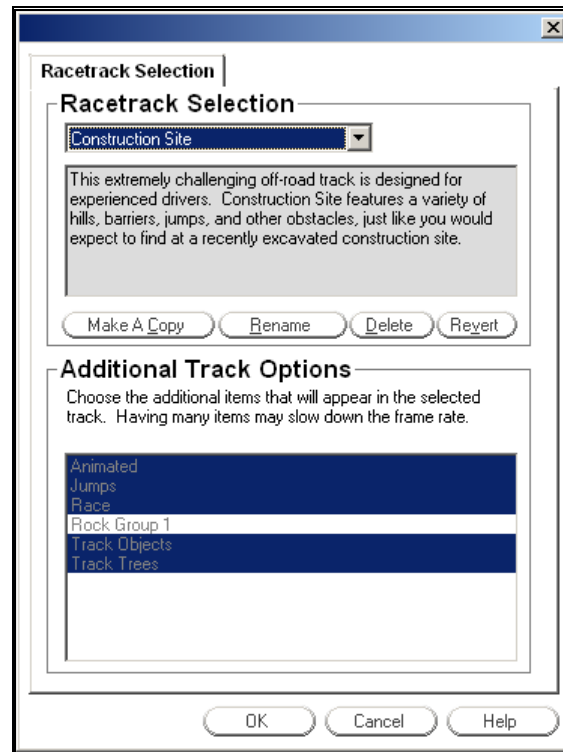 Racetrack Selection
Racetrack Selection
Construction Site
This extremely challenging off-road track is designed for
experienced drivers.  Construction Site features a variety of
hills, barriers, jumps, and other obstacles, just like you would
expect to find at a recently excavated construction site.
Make A Copy Rename Delete Revert
Additional Track Options
Choose the additional items that will appear in the selected
track.  Having many items may slow down the frame rate.
Animated
Jumps
Race
Rock Group 1
Track Objects
Track Trees
OK Cancel Help